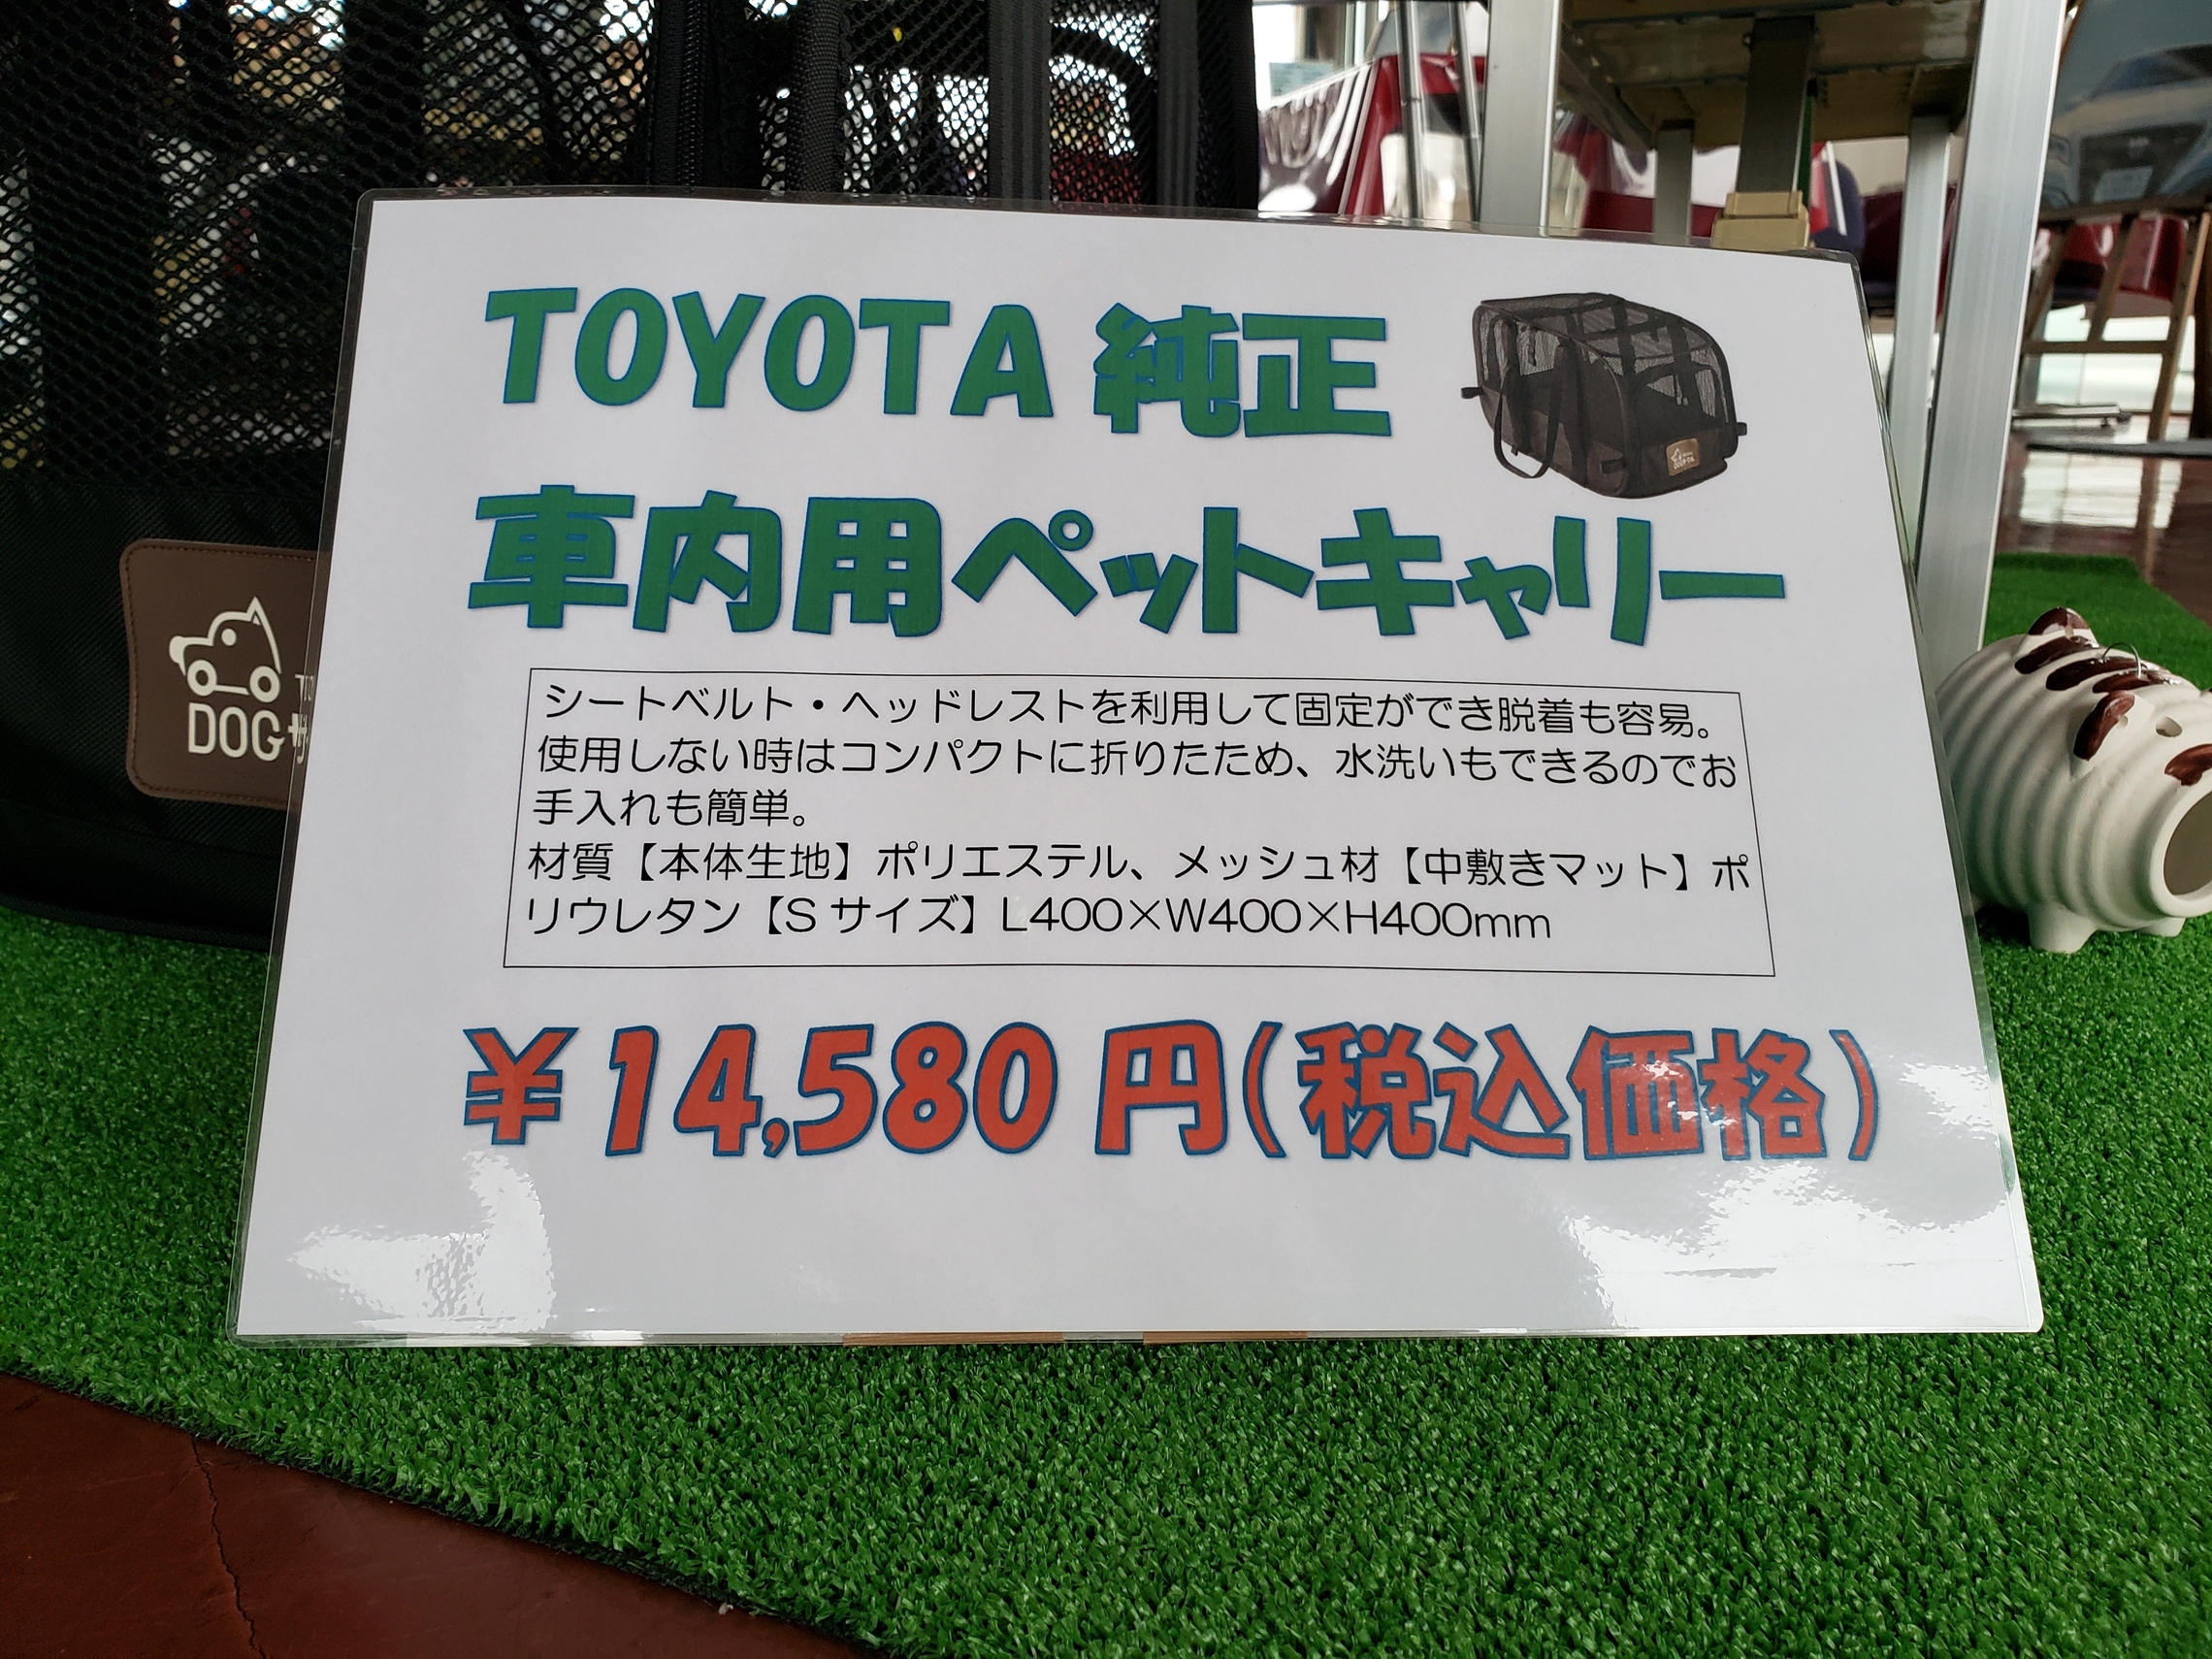 TOYOTA 純正
車内用ペットキャリー
シートベルト・ヘッドレストを利用して固定ができ脱着も容易。
使用しない時はコンパクトに折りたため、水洗いもできるのでお
手入れも簡単。
材質【本体生地】ポリエステル、メッシュ材【中敷きマット】ポ
リウレタン【S サイズ】L400×W400×H400mm
￥14,580 円(税込価格)
DOG